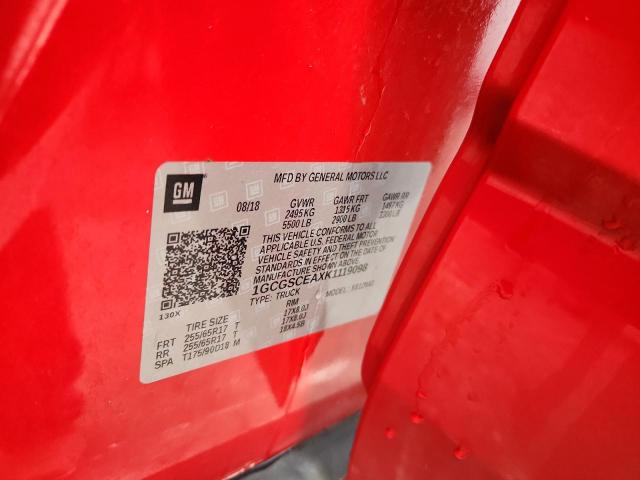 GM
MFD BY GENERAL MOTORS LLC
08/18 GVWR GAWR FRT GAWR RR
2495 KG 1315 KG 1497 KG
5500 LB 2900 LB 3300 LB
THIS VEHICLE CONFORMS TO ALL
APPLICABLE U.S. FEDERAL MOTOR
VEHICLE SAFETY AND THEFT PREVENTION
STANDARDS IN EFFECT ON THE DATE OF
MANUFACTURE SHOWN ABOVE.
1GCGSCEAXK1119098
TYPE: TRUCK MODEL:
130X
TIRE SIZE RIM
FRT 255/65R17 T 17X8.0J
RR 255/65R17 T 17X8.0J
SPA T175/90D18 M 18X4.5B